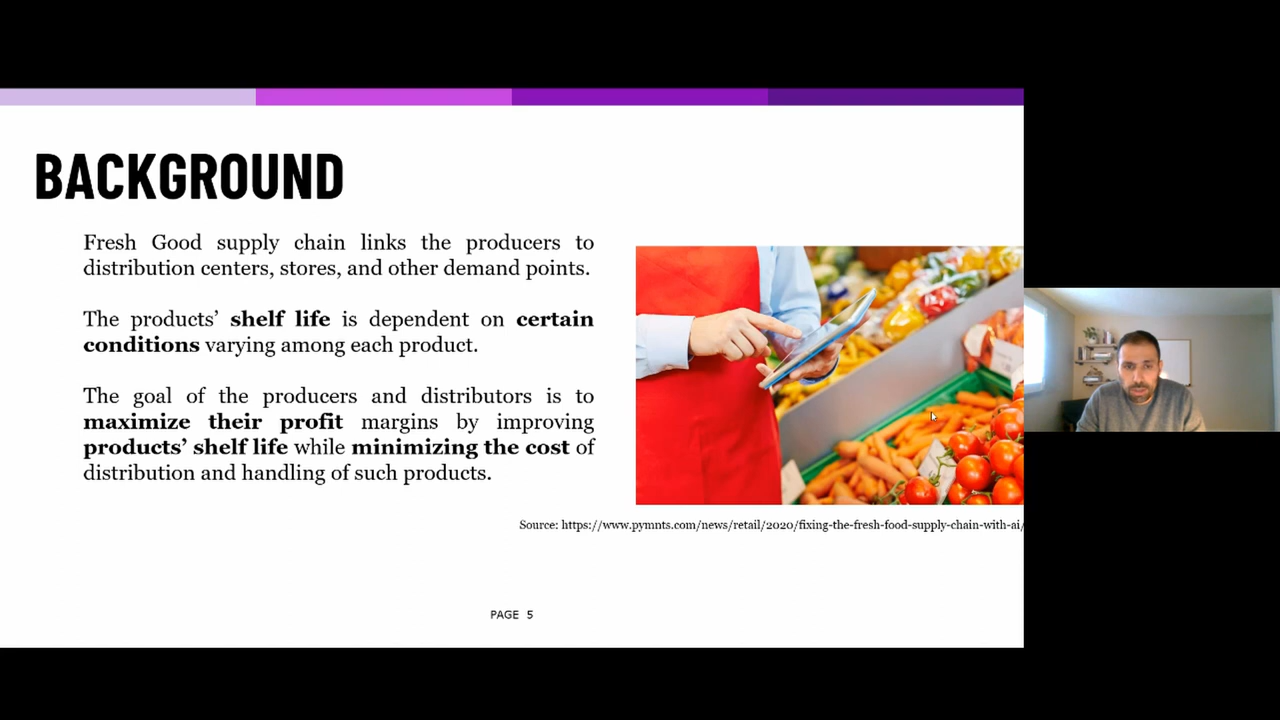 BACKGROUND
Fresh Good supply chain links the producers to
distribution centers, stores, and other demand points.
The products’ shelf life is dependent on certain
conditions varying among each product.
The goal of the producers and distributors is to
maximize their profit margins by improving
products’ shelf life while minimizing the cost of
distribution and handling of such products.
Source: https://www.pymnts.com/news/retail/2020/fixing-the-fresh-food-supply-chain-with-ai/
PAGE 5